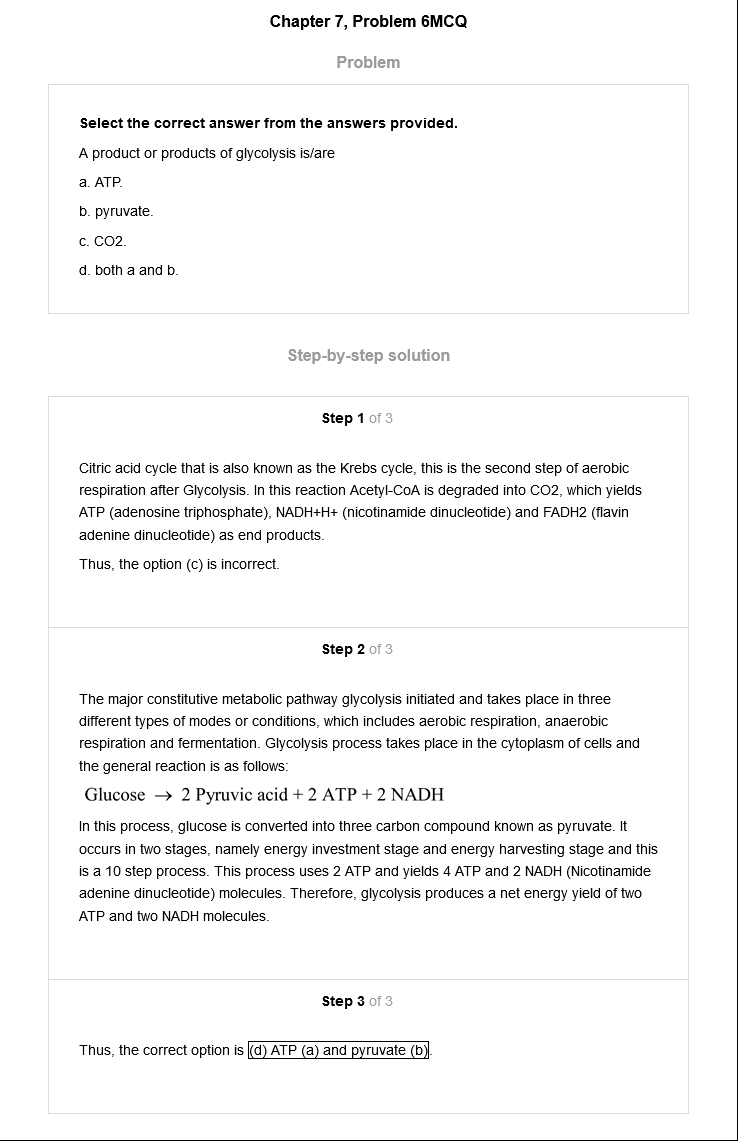 Chapter 7, Problem 6MCQ
Problem
Select the correct answer from the answers provided.
A product or products of glycolysis is/are
a. ATP.
b. pyruvate.
c. CO2.
d. both a and b.
Step-by-step solution
Step 1 of 3
Citric acid cycle that is also known as the Krebs cycle, this is the second step of aerobic
respiration after Glycolysis. In this reaction Acetyl-CoA is degraded into CO2, which yields
ATP (adenosine triphosphate), NADH+H+ (nicotinamide dinucleotide) and FADH2 (flavin
adenine dinucleotide) as end products.
Thus, the option (c) is incorrect.
Step 2 of 3
The major constitutive metabolic pathway glycolysis initiated and takes place in three
different types of modes or conditions, which includes aerobic respiration, anaerobic
respiration and fermentation. Glycolysis process takes place in the cytoplasm of cells and
the general reaction is as follows:
Glucose → 2 Pyruvic acid + 2 ATP + 2 NADH
In this process, glucose is converted into three carbon compound known as pyruvate. It
occurs in two stages, namely energy investment stage and energy harvesting stage and this
is a 10 step process. This process uses 2 ATP and yields 4 ATP and 2 NADH (Nicotinamide
adenine dinucleotide) molecules. Therefore, glycolysis produces a net energy yield of two
ATP and two NADH molecules.
Step 3 of 3
Thus, the correct option is (d) ATP (a) and pyruvate (b).